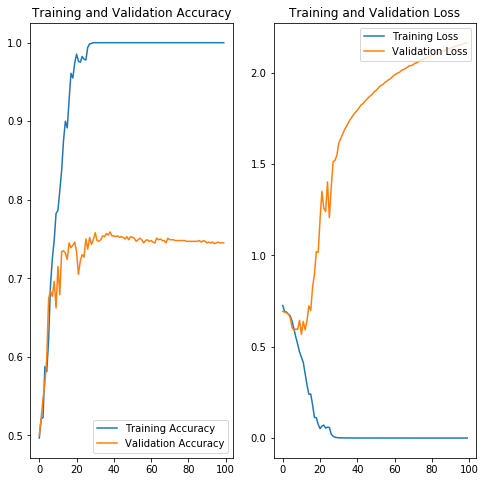 Training and Validation Accuracy
1.0
0.9
0.8
0.7
0.6
0.5
0 20 40 60 80 100
Training Accuracy
Validation Accuracy
Training and Validation Loss
2.0
1.5
1.0
0.5
0.0
0 20 40 60 80 100
Training Loss
Validation Loss